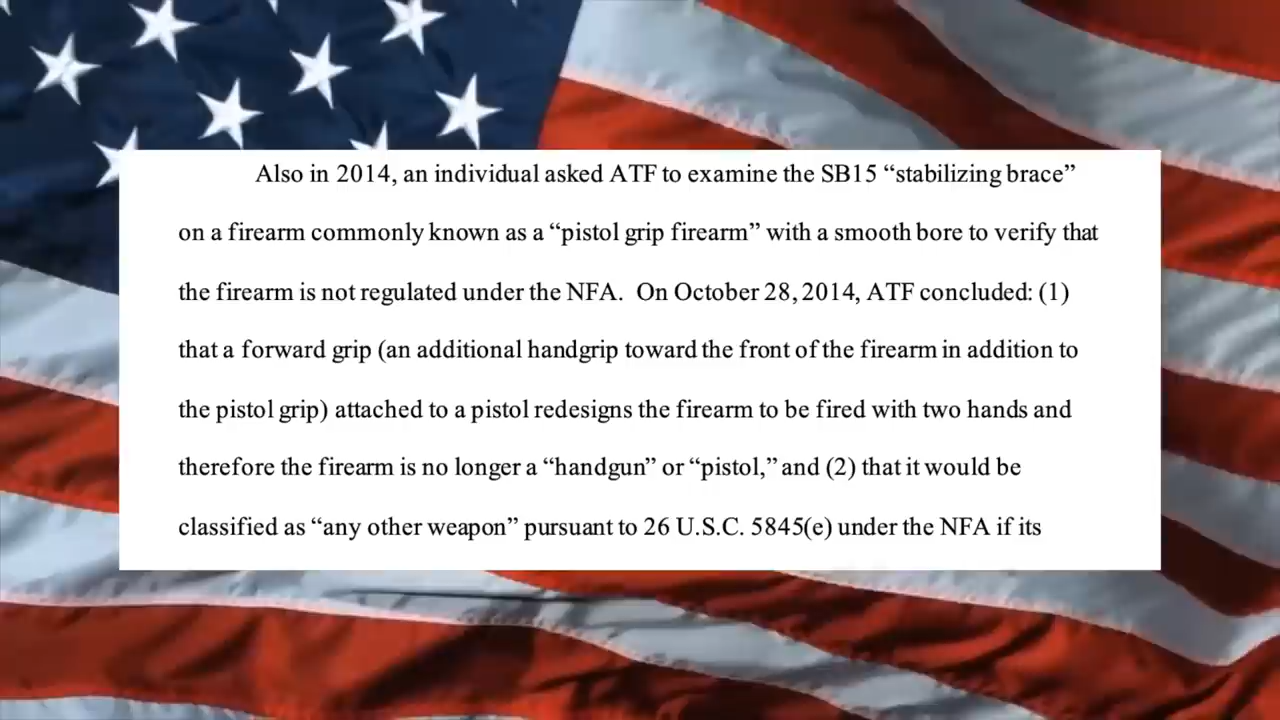 Also in 2014, an individual asked ATF to examine the SB15 “stabilizing brace”
on a firearm commonly known as a “pistol grip firearm” with a smooth bore to verify that
the firearm is not regulated under the NFA.  On October 28, 2014, ATF concluded: (1)
that a forward grip (an additional handgrip toward the front of the firearm in addition to
the pistol grip) attached to a pistol redesigns the firearm to be fired with two hands and
therefore the firearm is no longer a “handgun” or “pistol,” and (2) that it would be
classified as “any other weapon” pursuant to 26 U.S.C. 5845(e) under the NFA if its